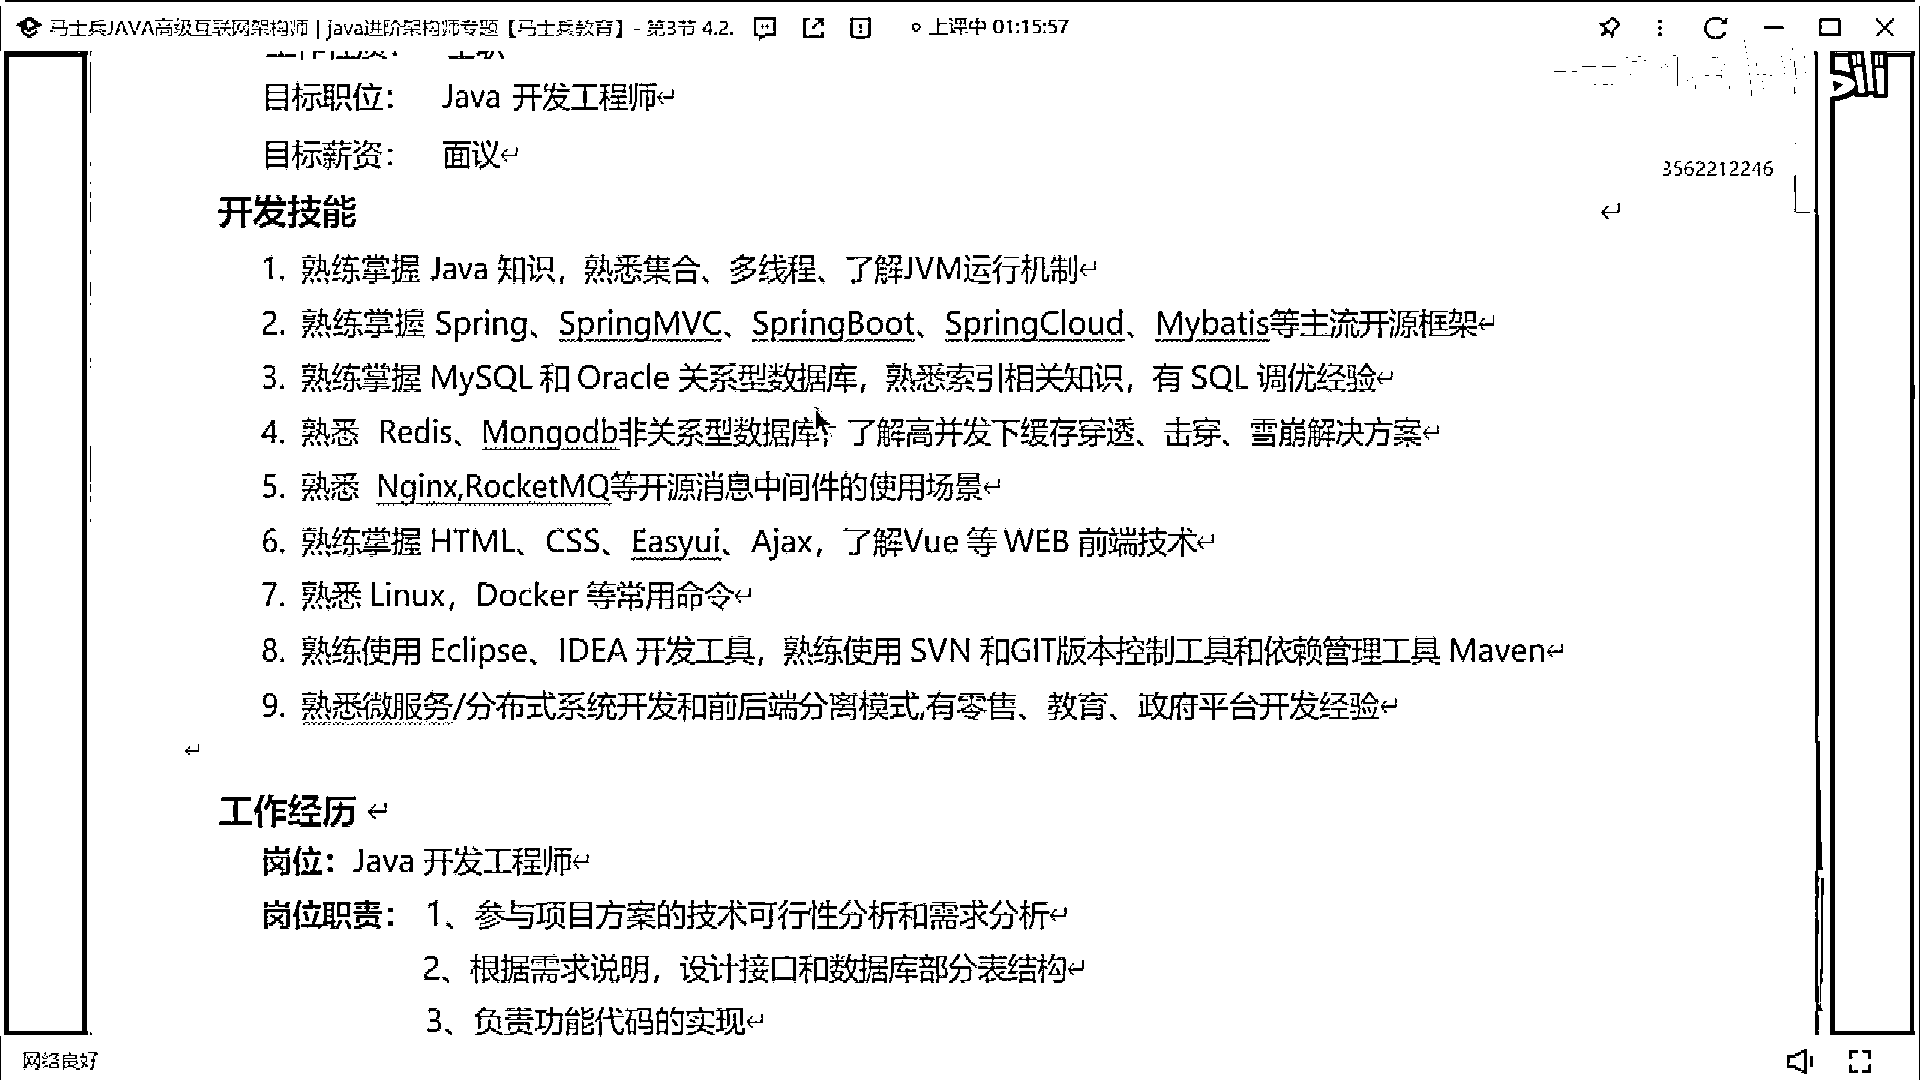 马士兵JAVA高级互联网架构师 | java进阶架构师专题【马士兵教育】- 第3节 4.2. 上课中 01:15:57
目标职位： Java 开发工程师
目标薪资： 面议
3562212246
开发技能
1. 熟练掌握 Java 知识，熟悉集合、多线程、了解JVM运行机制
2. 熟练掌握 Spring、SpringMVC、SpringBoot、SpringCloud、Mybatis等主流开源框架
3. 熟练掌握 MySQL 和 Oracle 关系型数据库，熟悉索引相关知识，有 SQL 调优经验
4. 熟悉 Redis、Mongodb非关系型数据库，了解高并发下缓存穿透、击穿、雪崩解决方案
5. 熟悉 Nginx,RocketMQ等开源消息中间件的使用场景
6. 熟练掌握 HTML、CSS、Easyui、Ajax，了解Vue 等 WEB 前端技术
7. 熟悉 Linux，Docker 等常用命令
8. 熟练使用 Eclipse、IDEA 开发工具，熟练使用 SVN 和GIT版本控制工具和依赖管理工具 Maven
9. 熟悉微服务/分布式系统开发和前后端分离模式,有零售、教育、政府平台开发经验
工作经历
岗位：Java 开发工程师
岗位职责： 1、参与项目方案的技术可行性分析和需求分析
2、根据需求说明，设计接口和数据库部分表结构
3、负责功能代码的实现
网络良好